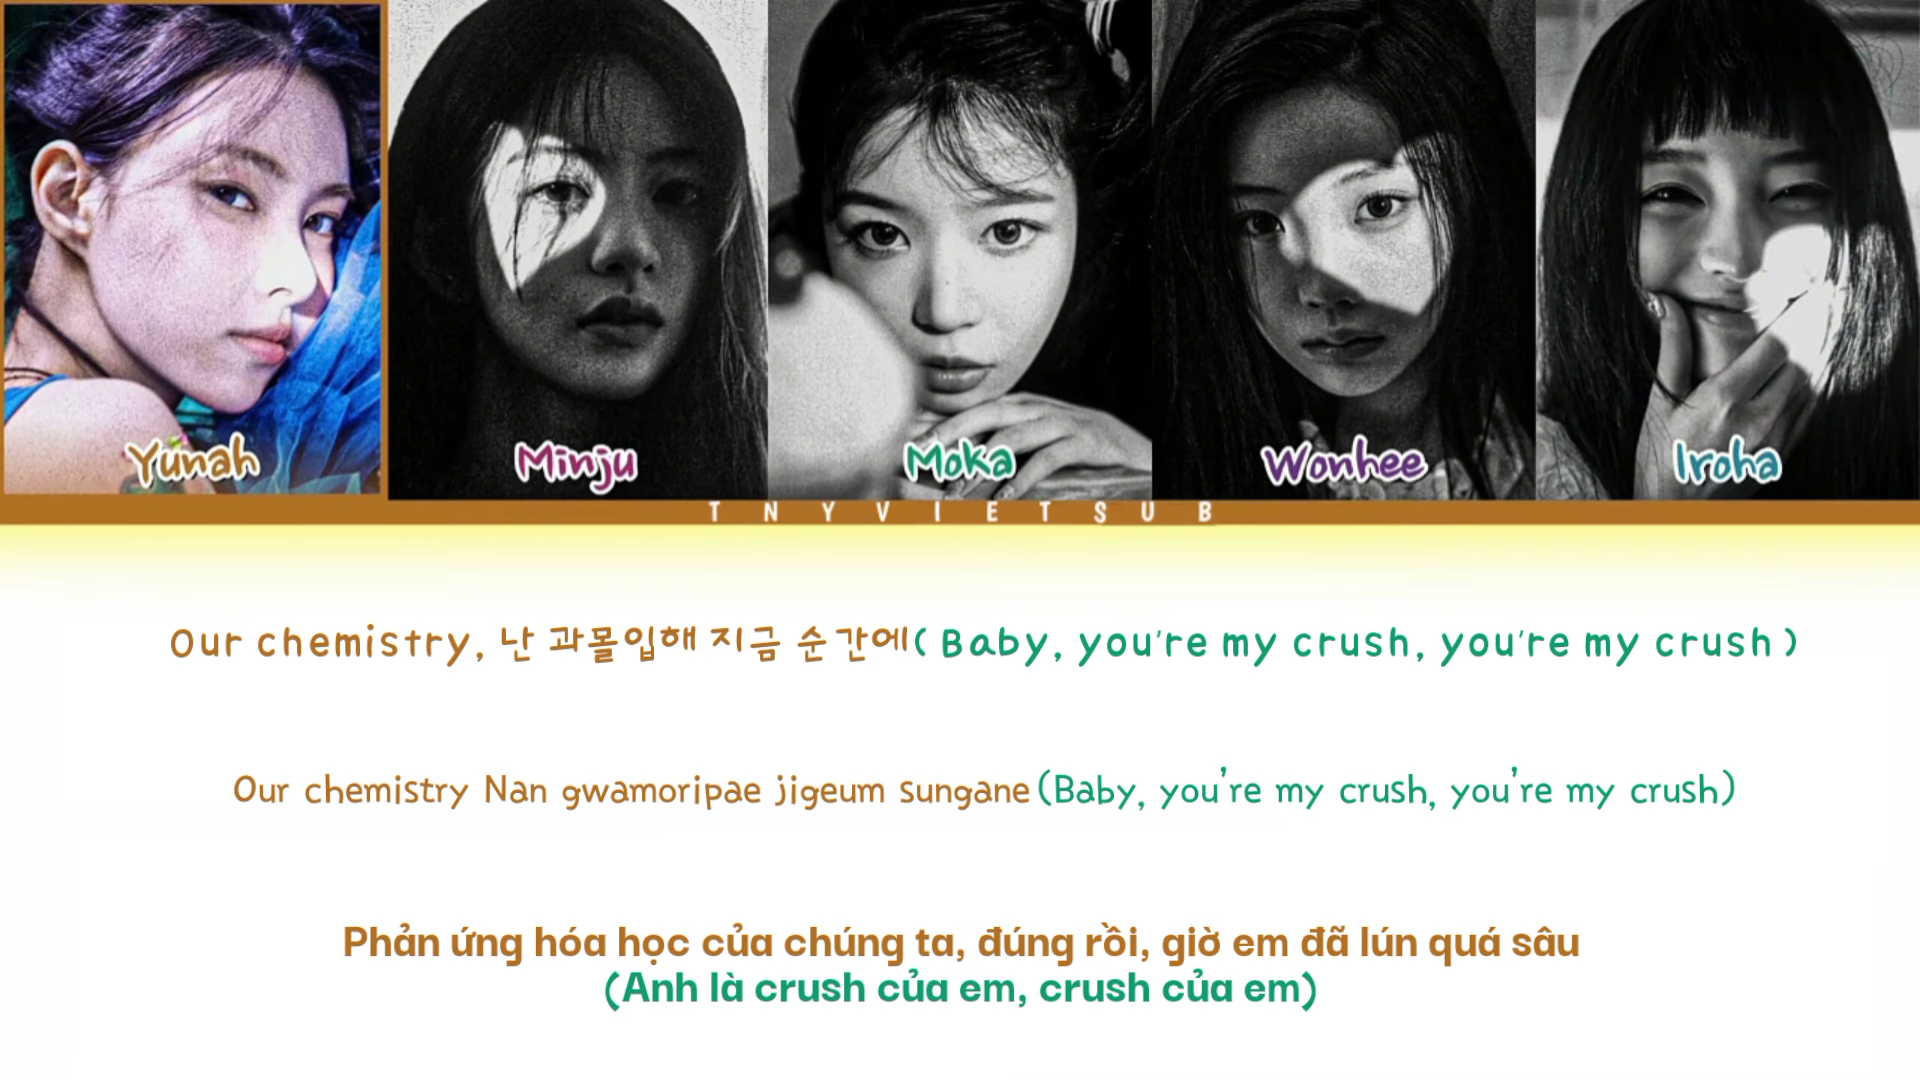 Yunah
Minju
Moka
Wonhee
Iroha
TNYVIETSUB
Our chemistry, 난 과몰입해 지금 순간에( Baby, you're my crush, you're my crush )
Our chemistry Nan gwamoripae jigeum sungane (Baby, you're my crush, you're my crush)
Phản ứng hóa học của chúng ta, đúng rồi, giờ em đã lún quá sâu
(Anh là crush của em, crush của em)